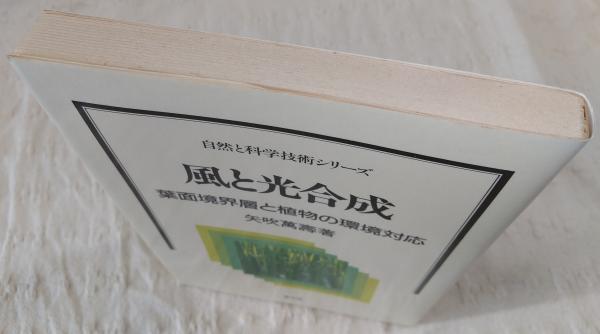 自然と科学技術シリーズ
風と光合成
葉面境界層と植物の環境対応
矢吹萬壽著